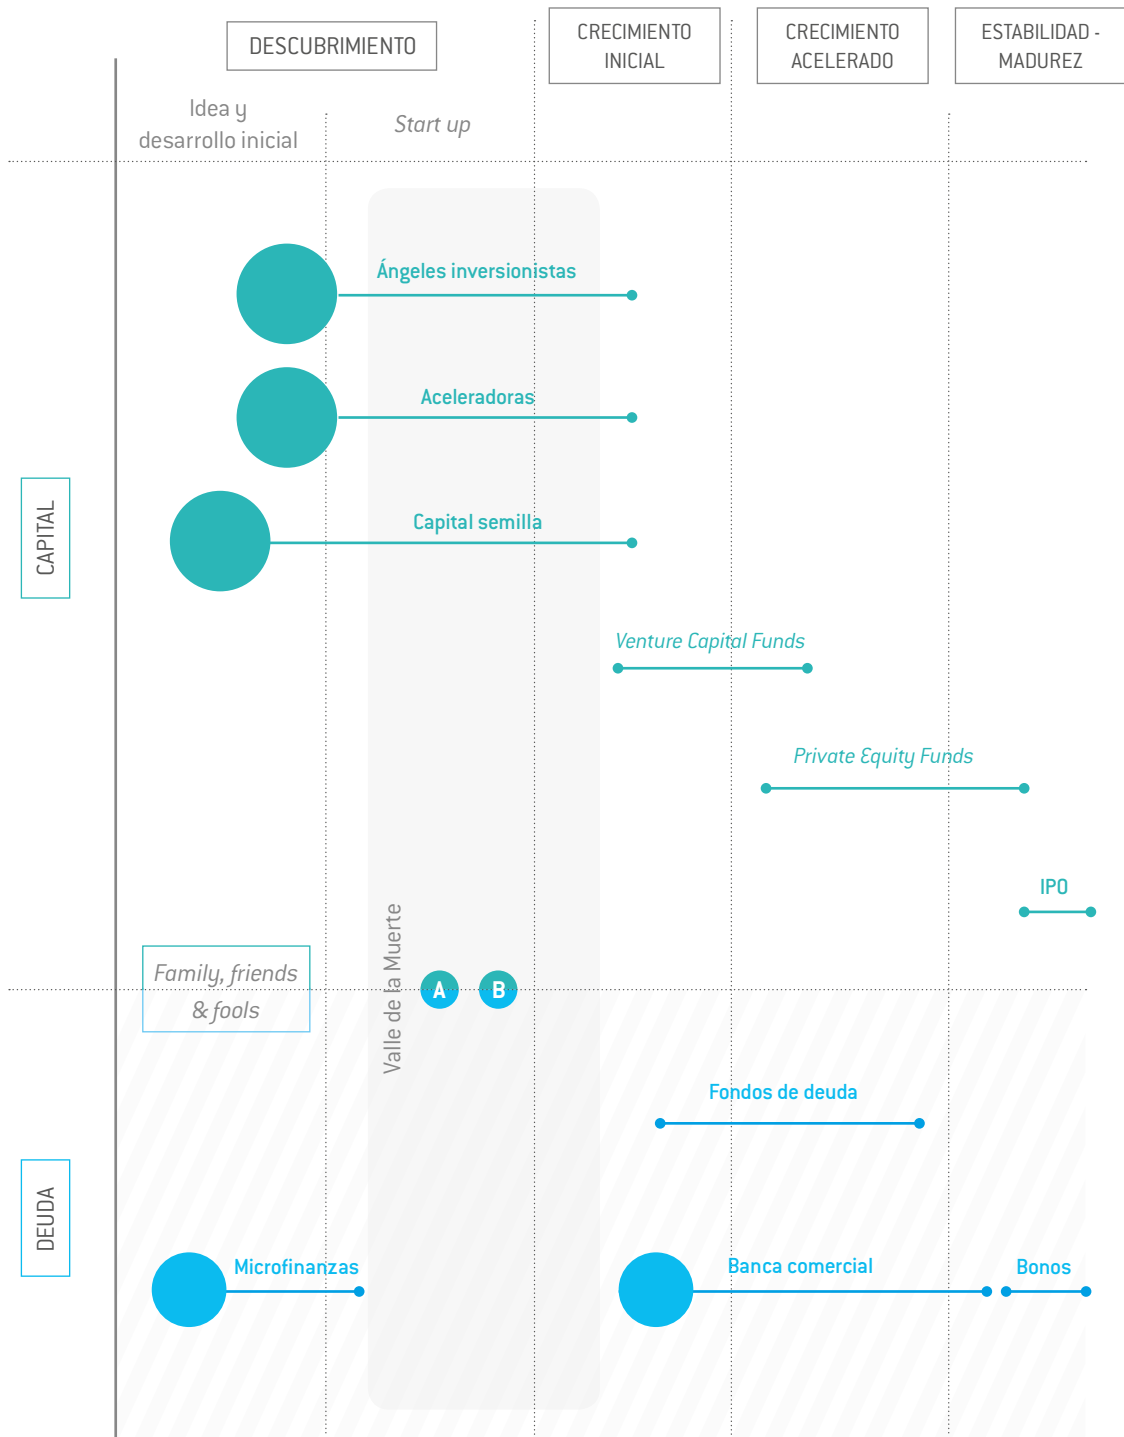 DESCUBRIMIENTO
CRECIMIENTO
INICIAL
CRECIMIENTO
ACELERADO
ESTABILIDAD -
MADUREZ
Idea y
desarrollo inicial
Start up
CAPITAL
Ángeles inversionistas
Aceleradoras
Capital semilla
Venture Capital Funds
Private Equity Funds
IPO
Family, friends
& fools
Valle de la Muerte
A
B
DEUDA
Fondos de deuda
Microfinanzas
Banca comercial
Bonos